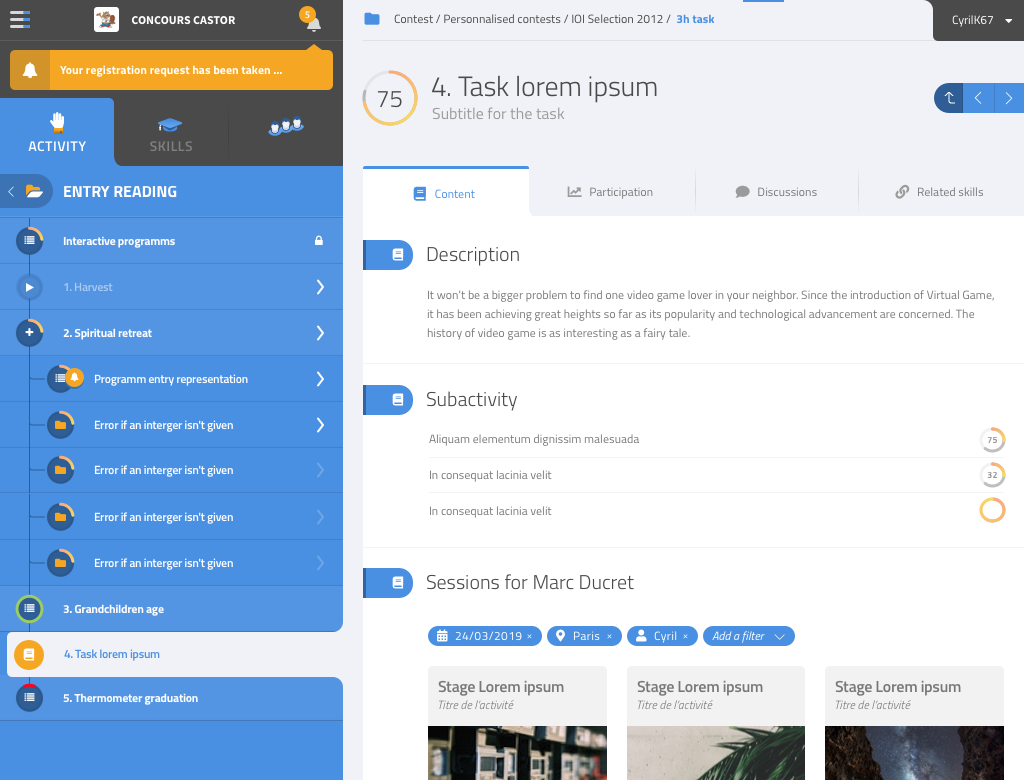 CONCOURS CASTOR
5
Your registration request has been taken ...
ACTIVITY
SKILLS
ENTRY READING
Interactive programms
1. Harvest
2. Spiritual retreat
Programm entry representation
Error if an interger isn't given
Error if an interger isn't given
Error if an interger isn't given
Error if an interger isn't given
3. Grandchildren age
4. Task lorem ipsum
5. Thermometer graduation
Contest / Personnalised contests / IOI Selection 2012 / 3h task
CyrilK67
75
4. Task lorem ipsum
Subtitle for the task
Content
Participation
Discussions
Related skills
Description
It won't be a bigger problem to find one video game lover in your neighbor. Since the introduction of Virtual Game,
it has been achieving great heights so far as its popularity and technological advancement are concerned. The
history of video game is as interesting as a fairy tale.
Subactivity
Aliquam elementum dignissim malesuada
75
In consequat lacinia velit
32
In consequat lacinia velit
Sessions for Marc Ducret
24/03/2019 ×
Paris ×
Cyril ×
Add a filter
Stage Lorem ipsum
Titre de l'activité
Stage Lorem ipsum
Titre de l'activité
Stage Lorem ipsum
Titre de l'activité